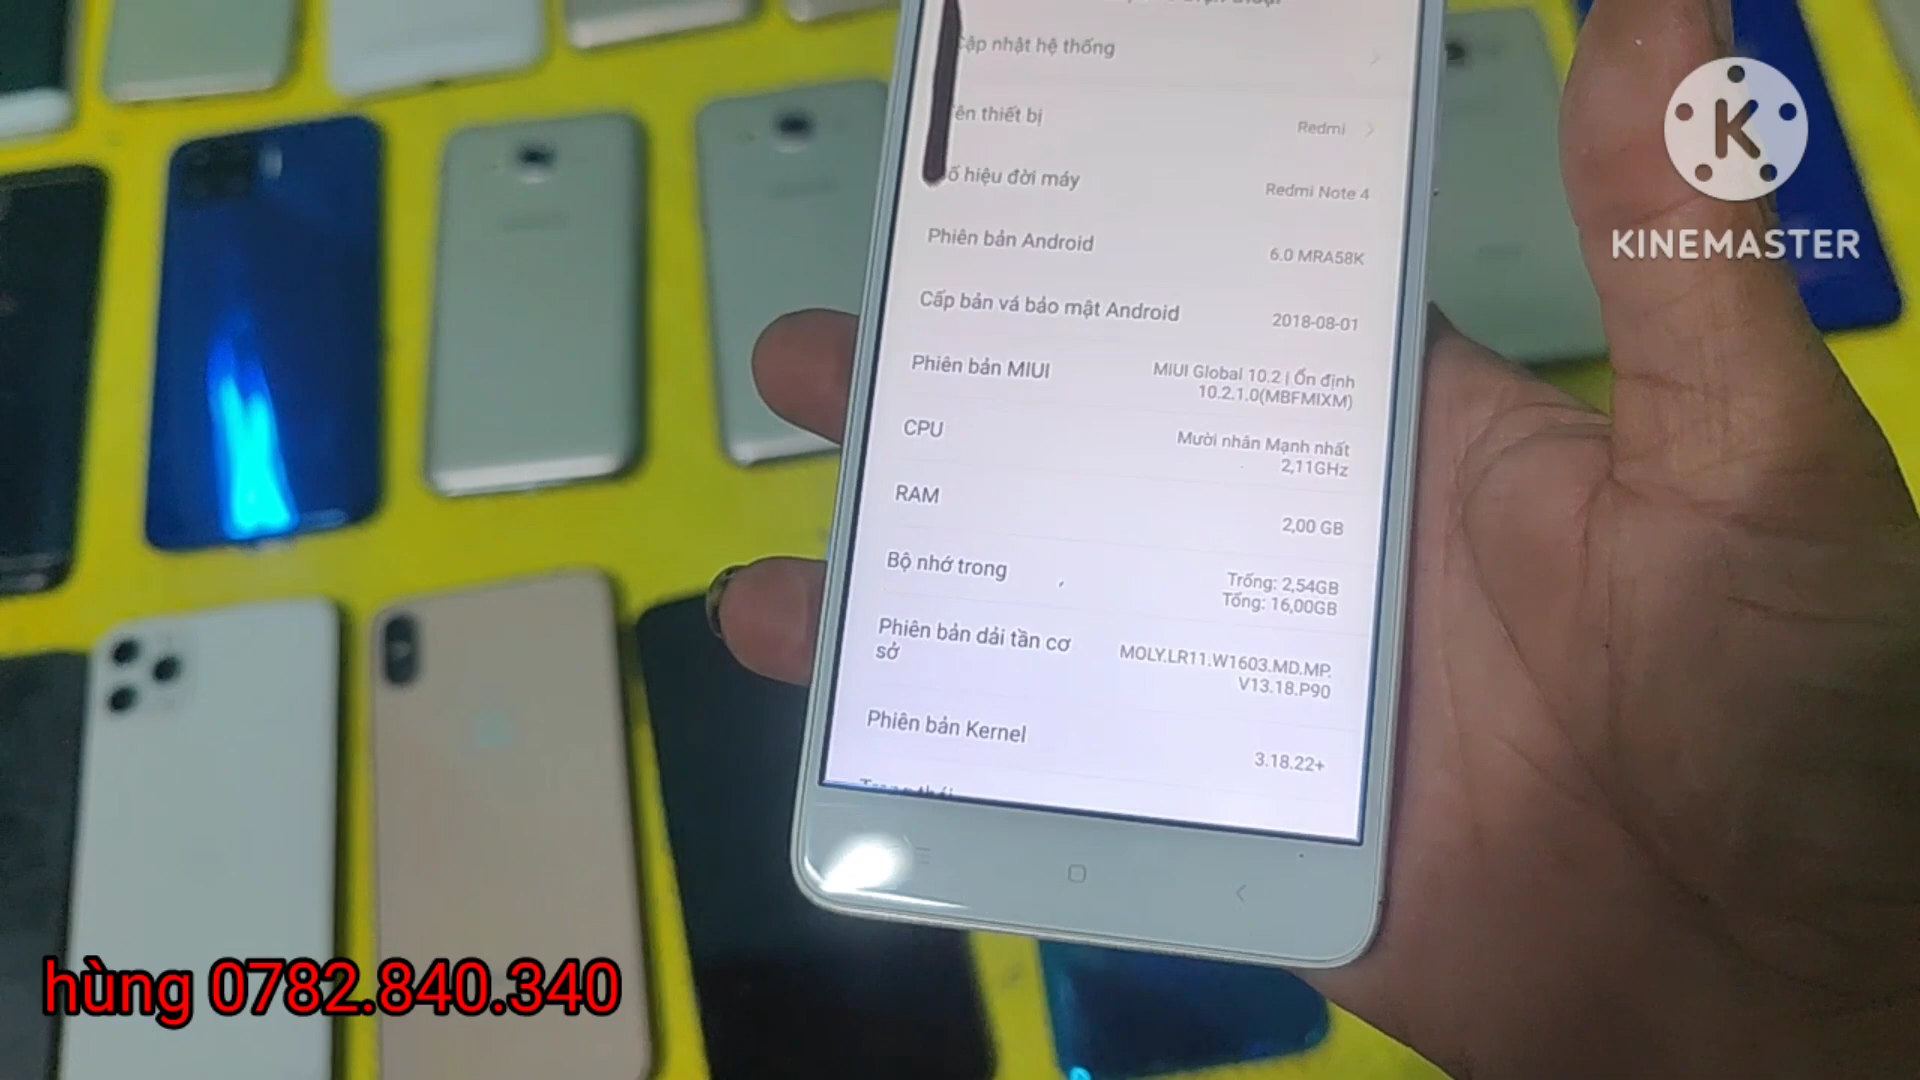 Cập nhật hệ thống
Tên thiết bị
Redmi
Số hiệu đời máy
Redmi Note 4
Phiên bản Android
6.0 MRA58K
Cấp bản vá bảo mật Android
2018-08-01
Phiên bản MIUI
MIUI Global 10.2 | Ổn định
10.2.1.0(MBFMIXM)
CPU
Mười nhân Mạnh nhất
2,11GHz
RAM
2,00 GB
Bộ nhớ trong
Trống: 2,54GB
Tổng: 16,00GB
Phiên bản dải tần cơ
sở
MOLY.LR11.W1603.MD.MP.
V13.18.P90
Phiên bản Kernel
3.18.22+
K
KINEMASTER
hùng 0782.840.340